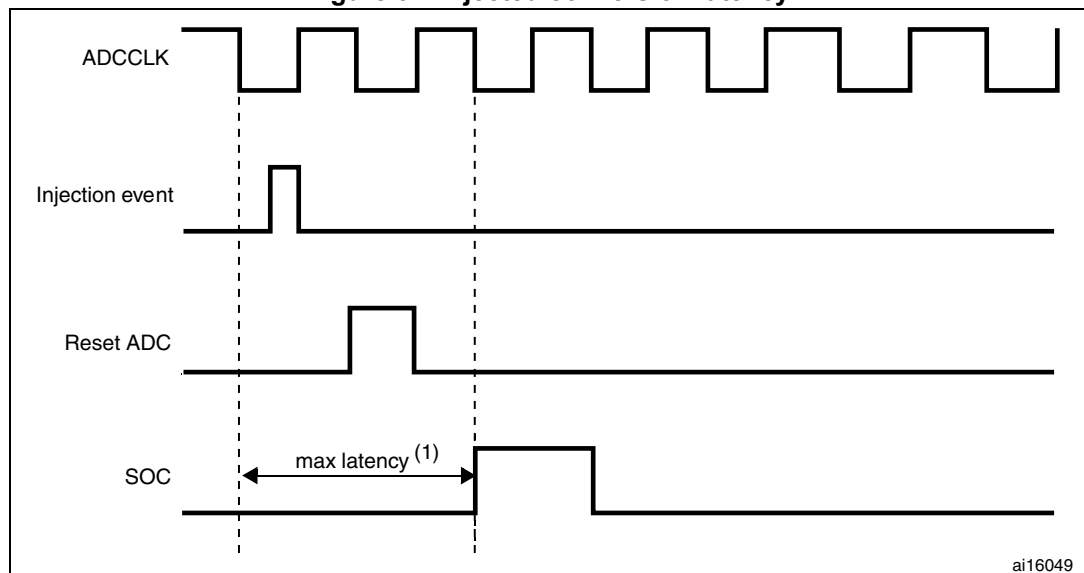 ADCCLK
Injection event
Reset ADC
max latency (1)
SOC
ai16049